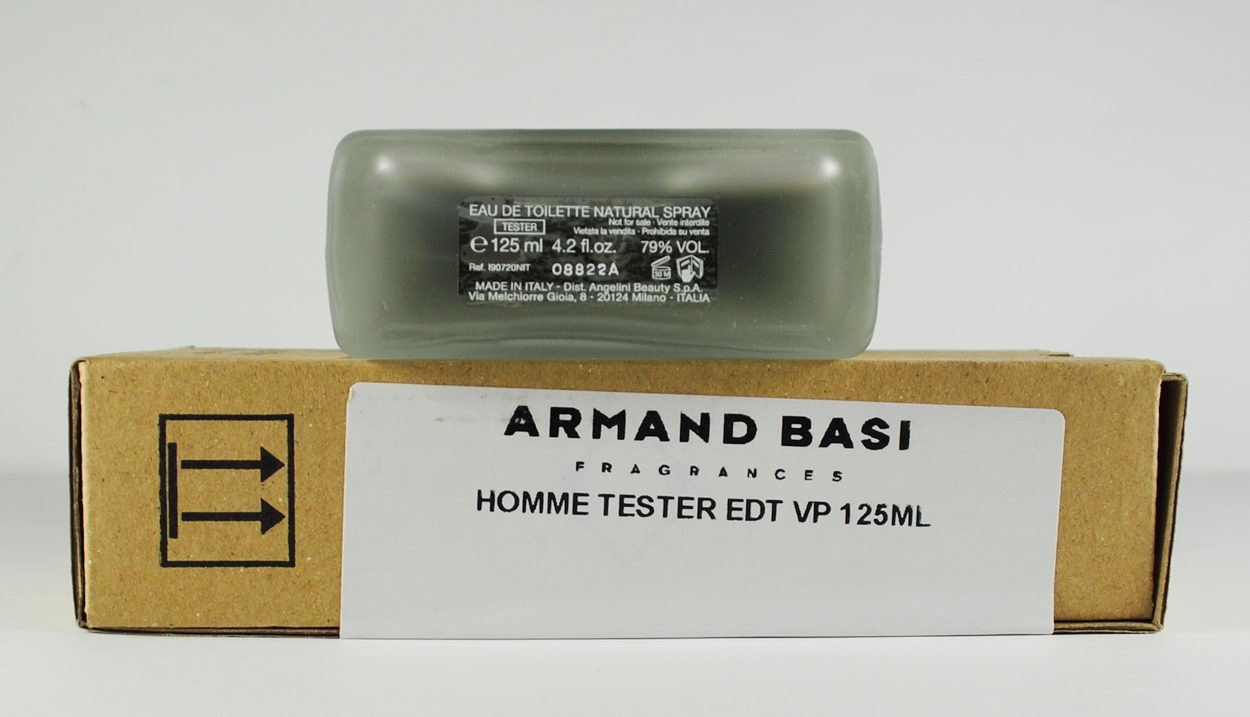 EAU DE TOILETTE NATURAL SPRAY
TESTER
Not for sale · Vente interdite
Vietata la vendita · Prohibida su venta
℮ 125 ml 4.2 fl.oz. 79% VOL.
Ref. I90720NIT 08822A
30 M
MADE IN ITALY - Dist. Angelini Beauty S.p.A.
Via Melchiorre Gioia, 8 - 20124 Milano - ITALIA
ARMAND BASI
FRAGRANCES
HOMME TESTER EDT VP 125ML